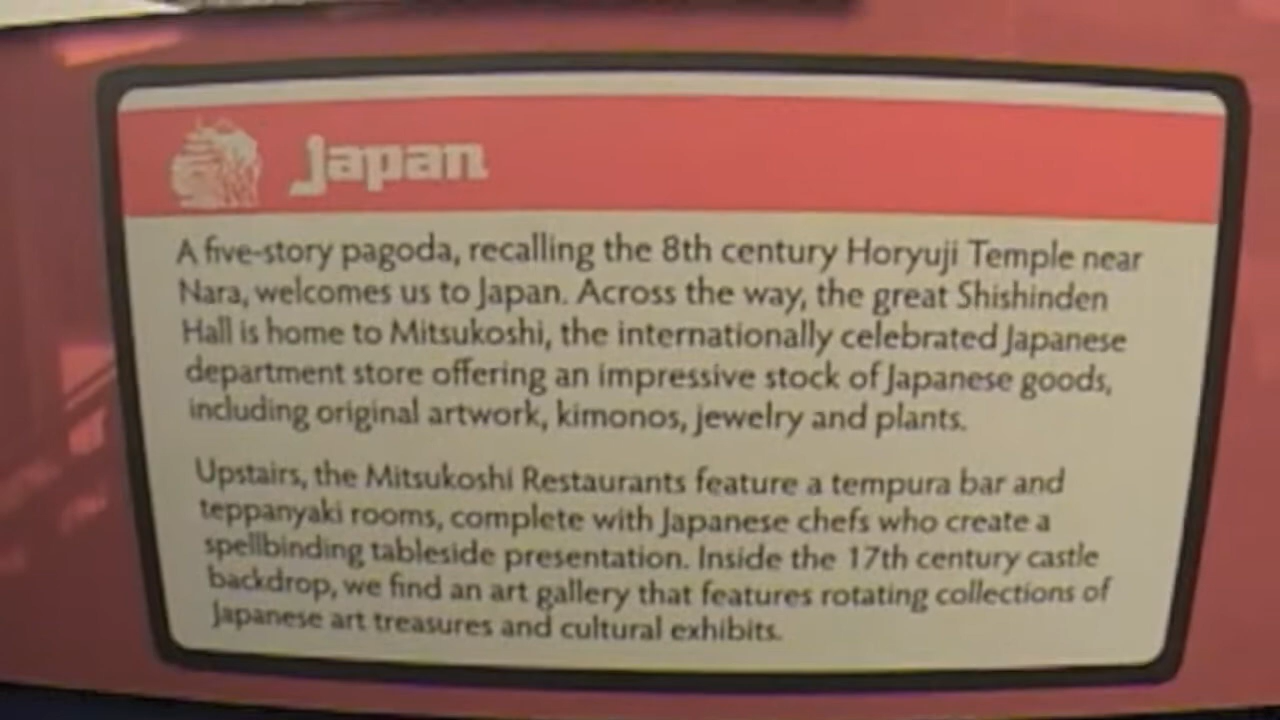 Japan
A five-story pagoda, recalling the 8th century Horyuji Temple near
Nara, welcomes us to Japan. Across the way, the great Shishinden
Hall is home to Mitsukoshi, the internationally celebrated Japanese
department store offering an impressive stock of Japanese goods,
including original artwork, kimonos, jewelry and plants.
Upstairs, the Mitsukoshi Restaurants feature a tempura bar and
teppanyaki rooms, complete with Japanese chefs who create a
spellbinding tableside presentation. Inside the 17th century castle
backdrop, we find an art gallery that features rotating collections of
Japanese art treasures and cultural exhibits.